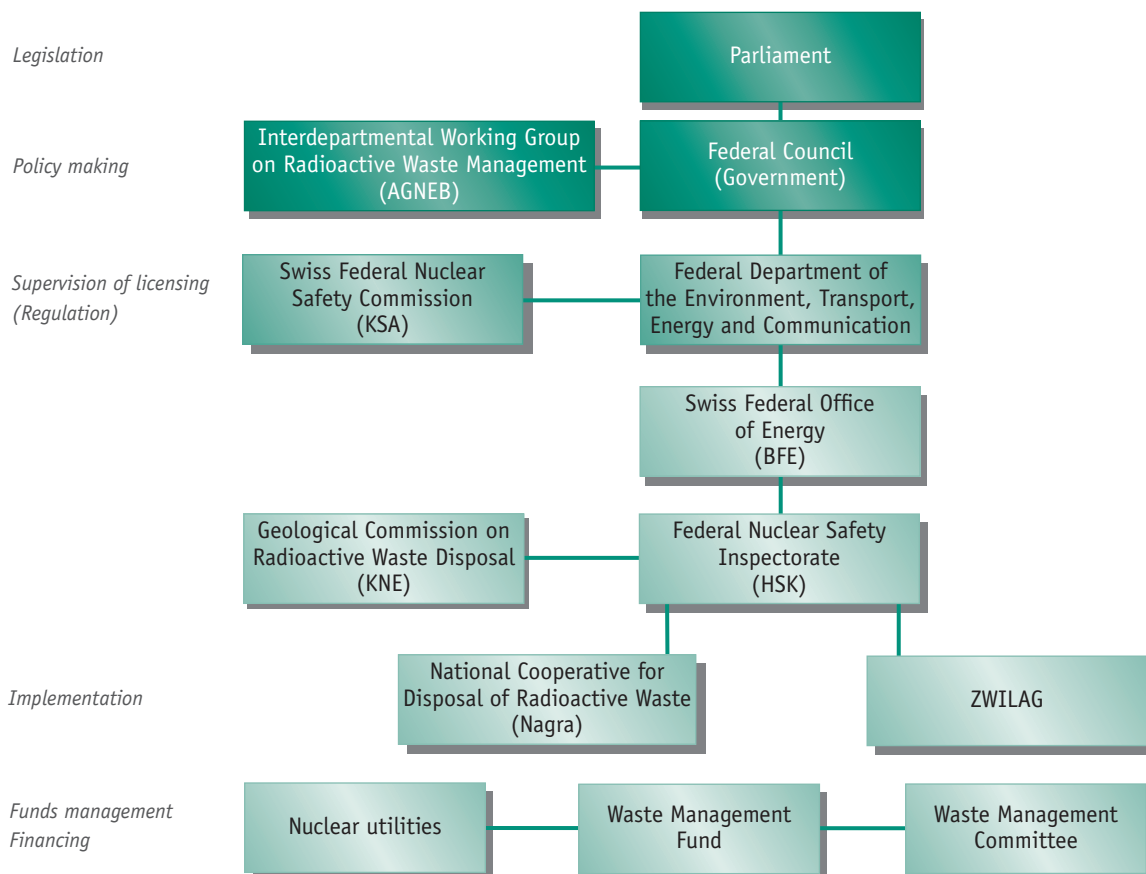 Legislation
Parliament
Policy making
Interdepartmental Working Group
on Radioactive Waste Management
(AGNEB)
Federal Council
(Government)
Supervision of licensing
(Regulation)
Swiss Federal Nuclear
Safety Commission
(KSA)
Federal Department of
the Environment, Transport,
Energy and Communication
Swiss Federal Office
of Energy
(BFE)
Geological Commission on
Radioactive Waste Disposal
(KNE)
Federal Nuclear Safety
Inspectorate
(HSK)
Implementation
National Cooperative for
Disposal of Radioactive Waste
(Nagra)
ZWILAG
Funds management
Financing
Nuclear utilities
Waste Management
Fund
Waste Management
Committee